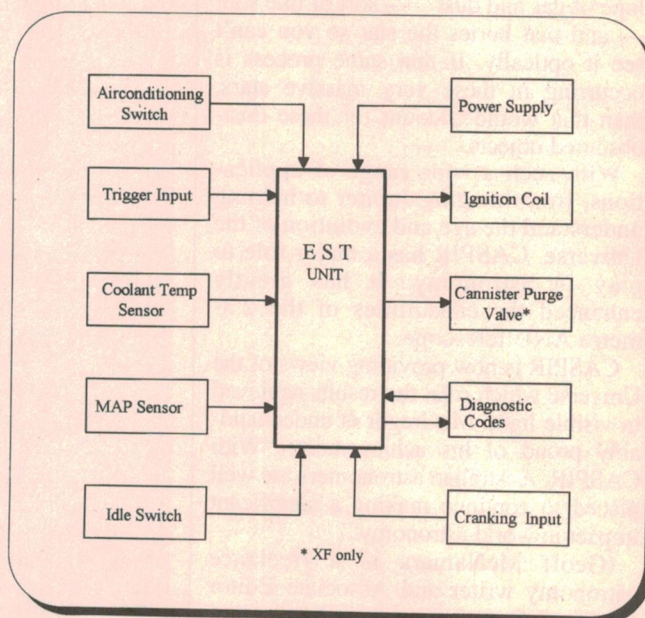 Airconditioning
Switch
Power Supply
Trigger Input
Ignition Coil
E S T
UNIT
Coolant Temp
Sensor
Cannister Purge
Valve*
MAP Sensor
Diagnostic
Codes
Idle Switch
Cranking Input
* XF only